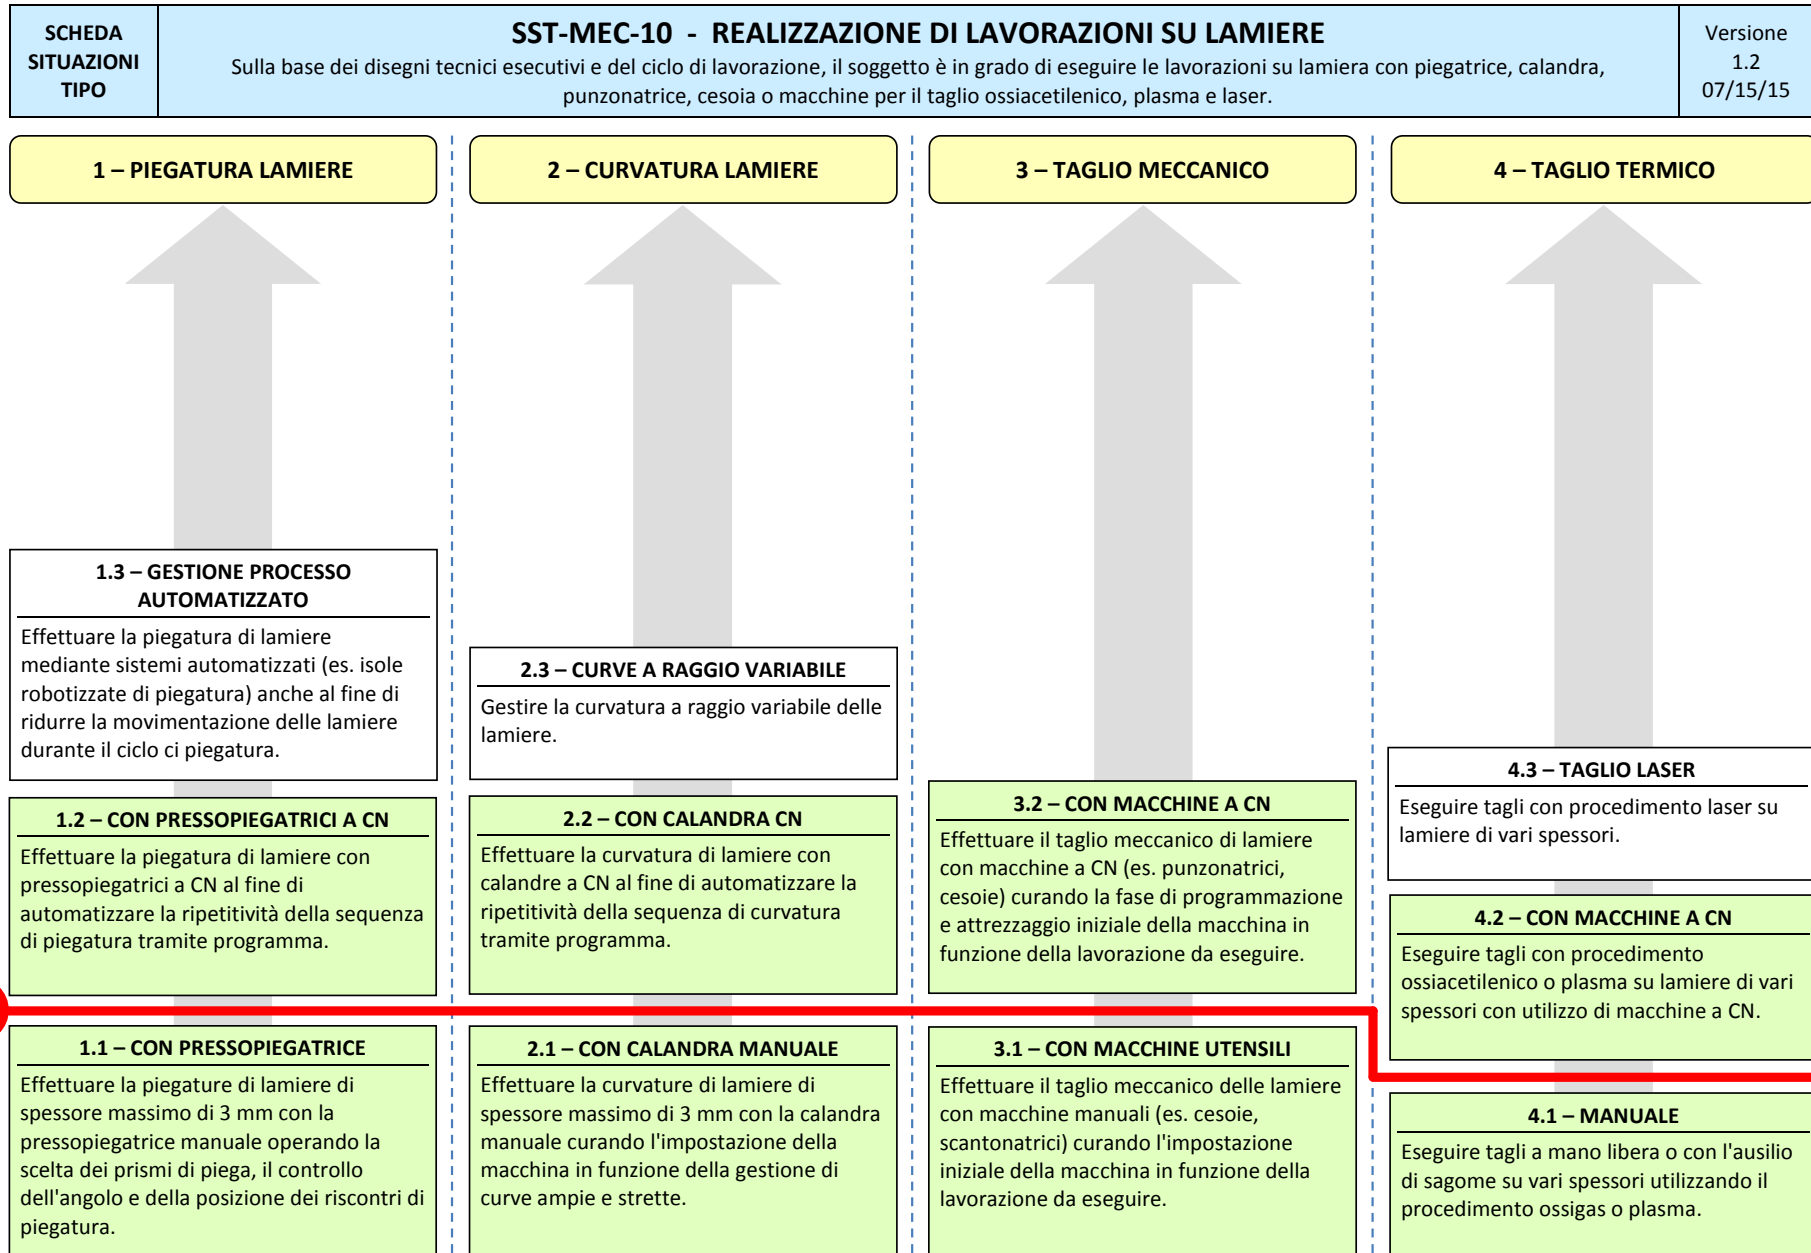 SCHEDA
SITUAZIONI
TIPO
SST-MEC-10 - REALIZZAZIONE DI LAVORAZIONI SU LAMIERE
Sulla base dei disegni tecnici esecutivi e del ciclo di lavorazione, il soggetto è in grado di eseguire le lavorazioni su lamiera con piegatrice, calandra,
punzonatrice, cesoia o macchine per il taglio ossiacetilenico, plasma e laser.
Versione
1.2
07/15/15
1 – PIEGATURA LAMIERE
2 – CURVATURA LAMIERE
3 – TAGLIO MECCANICO
4 – TAGLIO TERMICO
1.3 – GESTIONE PROCESSO
AUTOMATIZZATO
Effettuare la piegatura di lamiere
mediante sistemi automatizzati (es. isole
robotizzate di piegatura) anche al fine di
ridurre la movimentazione delle lamiere
durante il ciclo ci piegatura.
2.3 – CURVE A RAGGIO VARIABILE
Gestire la curvatura a raggio variabile delle
lamiere.
4.3 – TAGLIO LASER
Eseguire tagli con procedimento laser su
lamiere di vari spessori.
1.2 – CON PRESSOPIEGATRICI A CN
Effettuare la piegatura di lamiere con
pressopiegatrici a CN al fine di
automatizzare la ripetitività della sequenza
di piegatura tramite programma.
2.2 – CON CALANDRA CN
Effettuare la curvatura di lamiere con
calandre a CN al fine di automatizzare la
ripetitività della sequenza di curvatura
tramite programma.
3.2 – CON MACCHINE A CN
Effettuare il taglio meccanico di lamiere
con macchine a CN (es. punzonatrici,
cesoie) curando la fase di programmazione
e attrezzaggio iniziale della macchina in
funzione della lavorazione da eseguire.
4.2 – CON MACCHINE A CN
Eseguire tagli con procedimento
ossiacetilenico o plasma su lamiere di vari
spessori con utilizzo di macchine a CN.
1.1 – CON PRESSOPIEGATRICE
Effettuare la piegature di lamiere di
spessore massimo di 3 mm con la
pressopiegatrice manuale operando la
scelta dei prismi di piega, il controllo
dell'angolo e della posizione dei riscontri di
piegatura.
2.1 – CON CALANDRA MANUALE
Effettuare la curvature di lamiere di
spessore massimo di 3 mm con la calandra
manuale curando l'impostazione della
macchina in funzione della gestione di
curve ampie e strette.
3.1 – CON MACCHINE UTENSILI
Effettuare il taglio meccanico delle lamiere
con macchine manuali (es. cesoie,
scantonatrici) curando l'impostazione
iniziale della macchina in funzione della
lavorazione da eseguire.
4.1 – MANUALE
Eseguire tagli a mano libera o con l'ausilio
di sagome su vari spessori utilizzando il
procedimento ossigas o plasma.